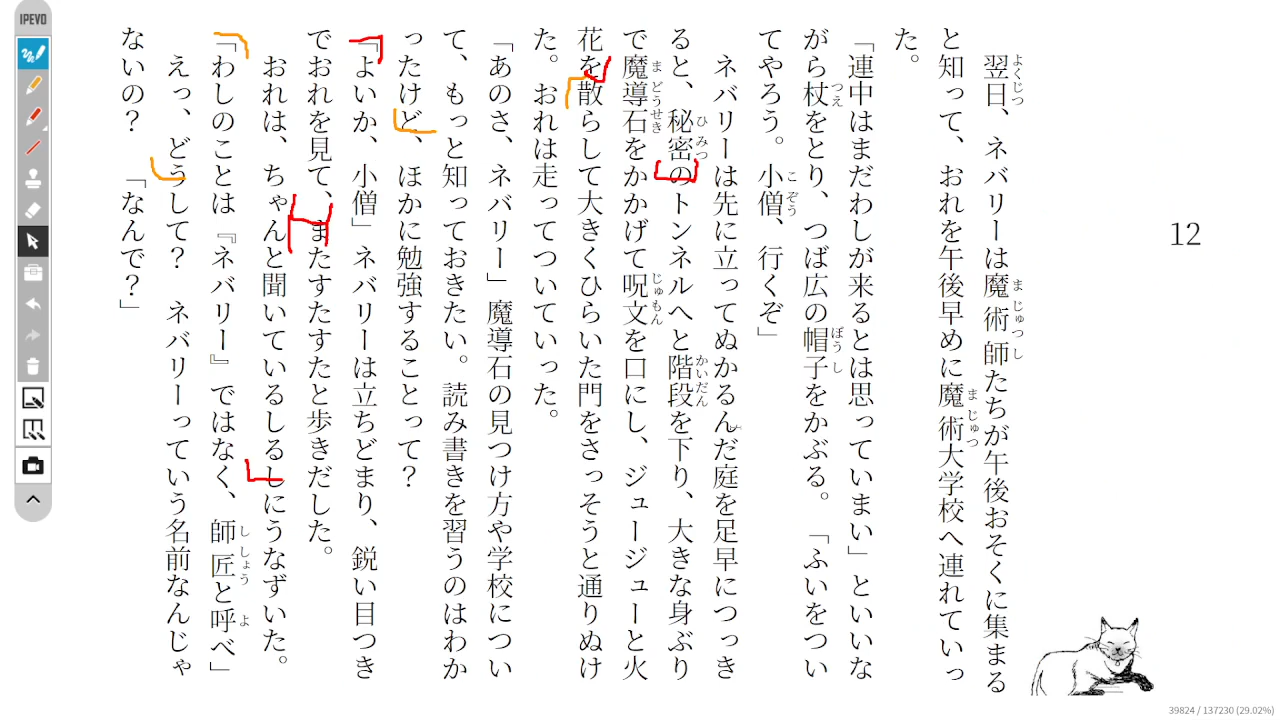 IPEVO
12
翌日、ネバリーは魔術師たちが午後おそくに集まる
と知って、おれを午後早めに魔術大学校へ連れていっ
た。
「連中はまだわしが来るとは思っていまい」といいな
がら杖をとり、つば広の帽子をかぶる。「ふいをつい
てやろう。小僧、行くぞ」
ネバリーは先に立ってぬかるんだ庭を足早につっき
ると、秘密のトンネルへと階段を下り、大きな身ぶり
で魔導石をかかげて呪文を口にし、ジュージューと火
花を散らして大きくひらいた門をさっそうと通りぬけ
た。おれは走ってついていった。
「あのさ、ネバリー」魔導石の見つけ方や学校につい
て、もっと知っておきたい。読み書きを習うのはわか
ったけど、ほかに勉強することって？
「よいか、小僧」ネバリーは立ちどまり、鋭い目つき
でおれを見て、またすたすたと歩きだした。
おれは、ちゃんと聞いているしるしにうなずいた。
「わしのことは『ネバリー』ではなく、師匠と呼べ」
えっ、どうして？　ネバリーっていう名前なんじゃ
ないの？　「なんで？」
39824 / 137230 (29.02%)